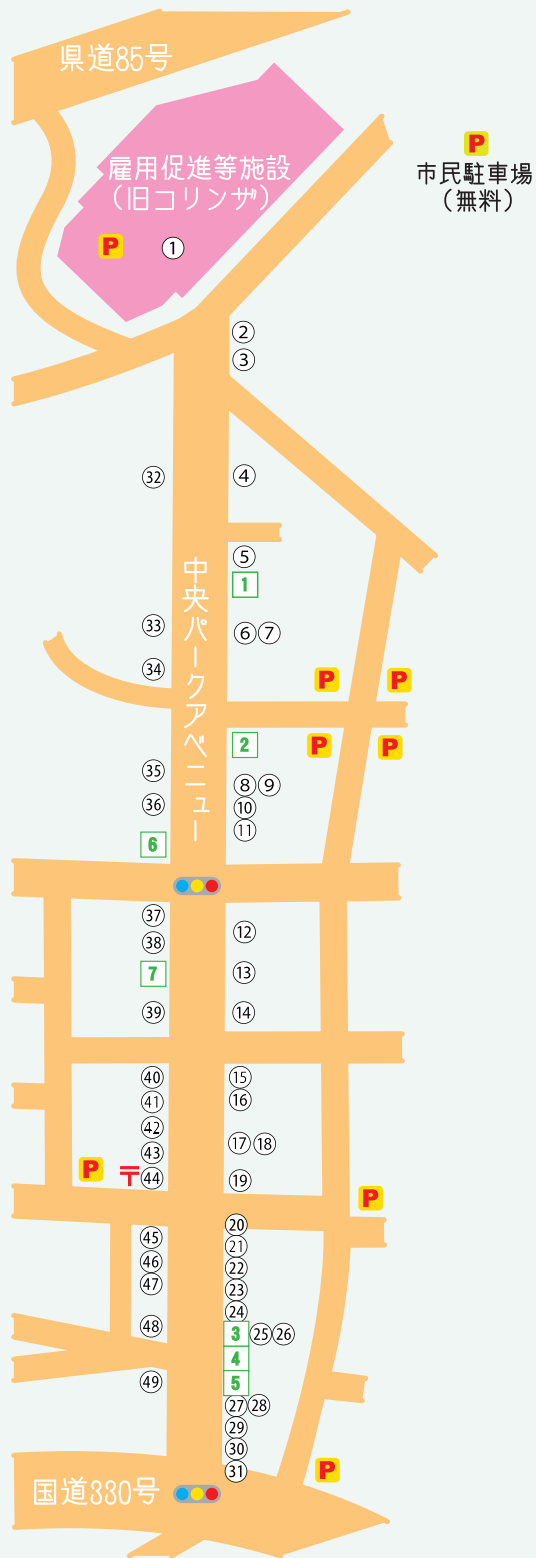 県道85号
P
市民駐車場
（無料）
雇用促進等施設
（旧コリンザ）
P ①
②
③
㉜ ④
⑤
1
中央パークアベニュー
㉝ ⑥⑦
㉞
P P
2 P P
㉟ ⑧⑨
㊱ ⑩
⑪
6
㊲ ⑫
㊳
7 ⑬
㊴ ⑭
㊵ ⑮
㊶ ⑯
㊷
⑰ ⑱
㊸
P 〒 ㊹ ⑲
P
⑳
㊺ ㉑
㊻ ㉒
㊼ ㉓
㉔
㊽ 3 ㉕㉖
4
㊾ 5
㉗㉘
㉙
㉚
㉛ P
国道330号